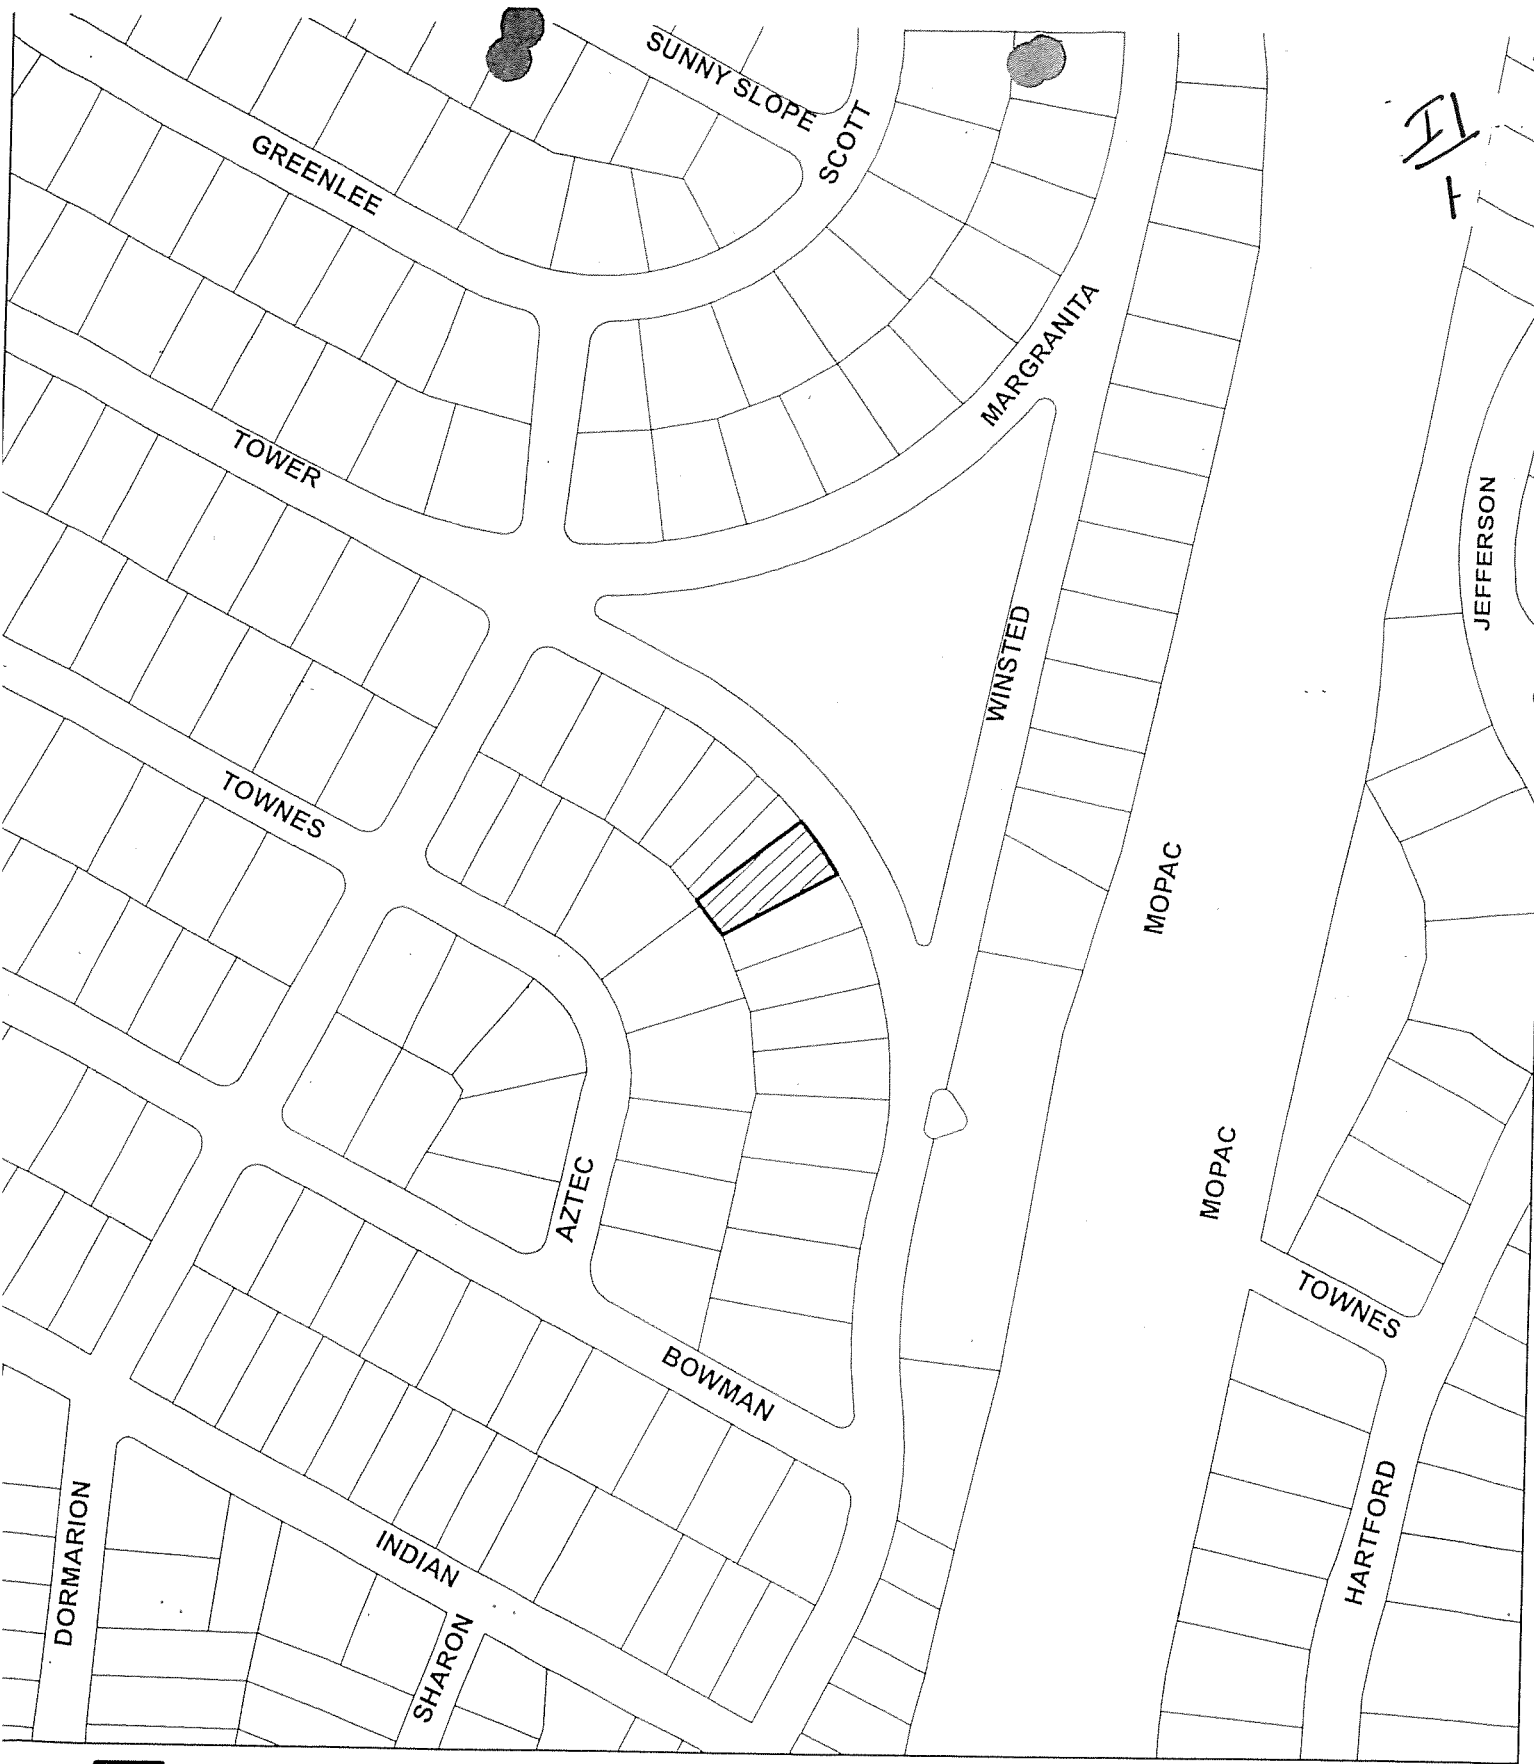 SUNNY SLOPE
SCOTT
GREENLEE
MARGRANITA
TOWER
JEFFERSON
WINSTED
TOWNES
MOPAC
MOPAC
AZTEC
TOWNES
BOWMAN
HARTFORD
DORMARION
INDIAN
SHARON